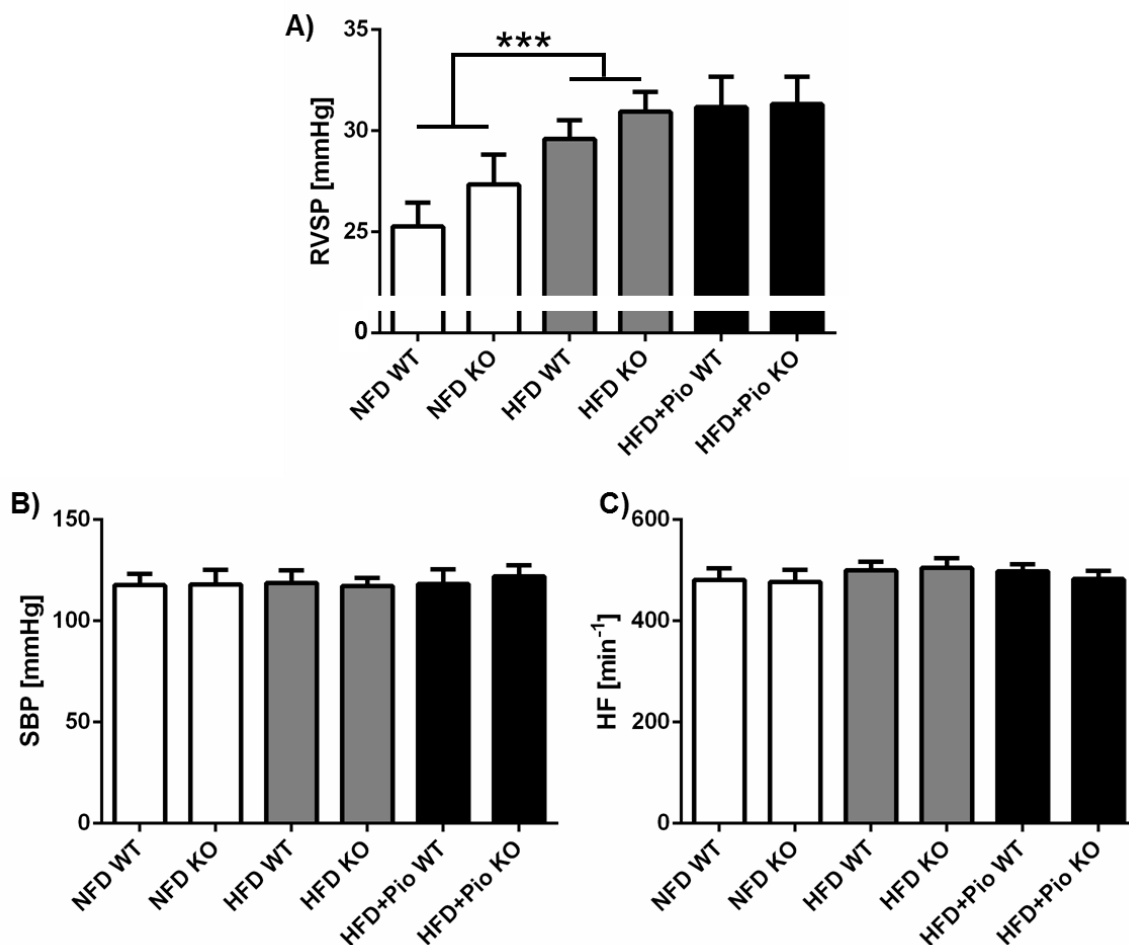 A)
***
RVSP [mmHg]
35
30
25
0
NFD WT
NFD KO
HFD WT
HFD KO
HFD+Pio WT
HFD+Pio KO
B)
SBP [mmHg]
150
100
50
0
NFD WT
NFD KO
HFD WT
HFD KO
HFD+Pio WT
HFD+Pio KO
C)
HF [min⁻¹]
600
400
200
0
NFD WT
NFD KO
HFD WT
HFD KO
HFD+Pio WT
HFD+Pio KO